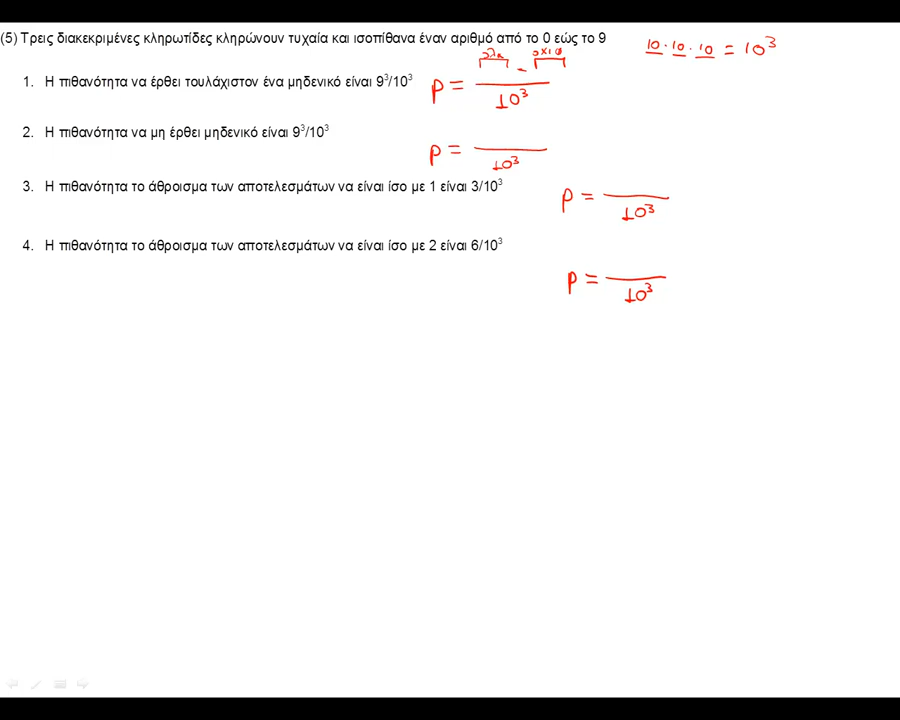 (5) Τρεις διακεκριμένες κληρωτίδες κληρώνουν τυχαία και ισοπίθανα έναν αριθμό από το 0 εώς το 9
10 · 10 · 10 = 10³
1. Η πιθανότητα να έρθει τουλάχιστον ένα μηδενικό είναι 9³/10³
όλα - όχι 0
P = ―
10³
2. Η πιθανότητα να μη έρθει μηδενικό είναι 9³/10³
P = ―
10³
3. Η πιθανότητα το άθροισμα των αποτελεσμάτων να είναι ίσο με 1 είναι 3/10³
P = ―
10³
4. Η πιθανότητα το άθροισμα των αποτελεσμάτων να είναι ίσο με 2 είναι 6/10³
P = ―
10³